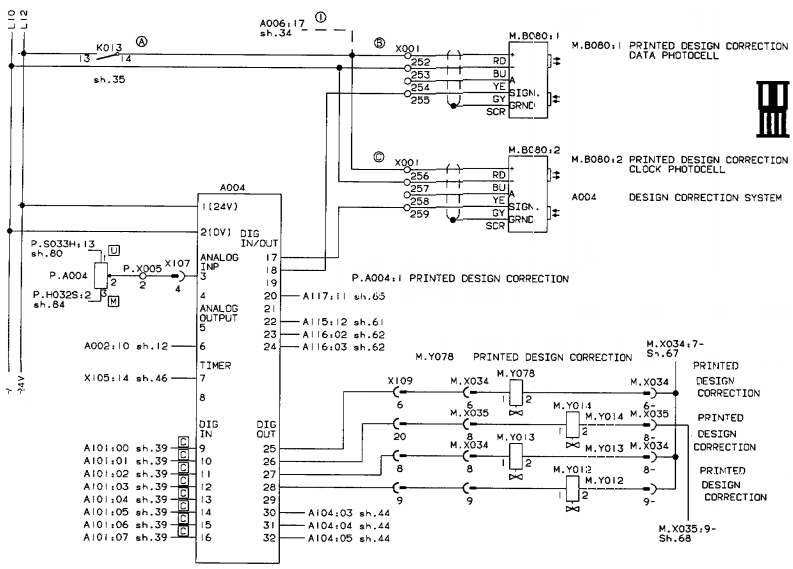 L10
L12
A006:17
sh.34
I
K013
A
13
14
sh.35
B
X001
252
253
254
255
RD
BU
YE
GY
SCR
+
-
A
SIGN.
GRND
M.B080:1
M.B080:1 PRINTED DESIGN CORRECTION
DATA PHOTOCELL
C
X001
256
257
258
259
RD
BU
YE
GY
SCR
+
-
A
SIGN.
GRND
M.B080:2
M.B080:2 PRINTED DESIGN CORRECTION
CLOCK PHOTOCELL
A004 DESIGN CORRECTION SYSTEM
A004
1(24V)
2(0V)
DIG
IN/OUT
ANALOG
INP
3
4
ANALOG
OUTPUT
5
6
TIMER
7
8
DIG
IN
9
10
11
12
13
14
15
16
17
18
19
20
21
22
23
24
DIG
OUT
25
26
27
28
29
30
31
32
P.S033H:13
sh.80
1
U
P.A004
2
P.H032S:2
sh.84
3
M
P.X005
2
X107
4
P.A004:1 PRINTED DESIGN CORRECTION
A117:11 sh.65
A115:12 sh.61
A116:02 sh.62
A116:03 sh.62
A002:10 sh.12
X105:14 sh.46
24V
C
A101:00 sh.39
C
A101:01 sh.39
C
A101:02 sh.39
C
A101:03 sh.39
C
A101:04 sh.39
C
A101:05 sh.39
C
A101:06 sh.39
C
A101:07 sh.39
A104:03 sh.44
A104:04 sh.44
A104:05 sh.44
M.Y078 PRINTED DESIGN CORRECTION
M.X034:7-
Sh.67
X109
6
M.X034
6
M.Y078
1
2
M.X034
6-
PRINTED
DESIGN
CORRECTION
20
M.X035
8
M.Y014
1
2
M.Y014
M.X035
8-
PRINTED
DESIGN
CORRECTION
8
M.X034
8
M.Y013
1
2
M.Y013
M.X034
8-
PRINTED
DESIGN
CORRECTION
9
9
M.Y012
1
2
M.Y012
9-
M.X035:9-
Sh.68